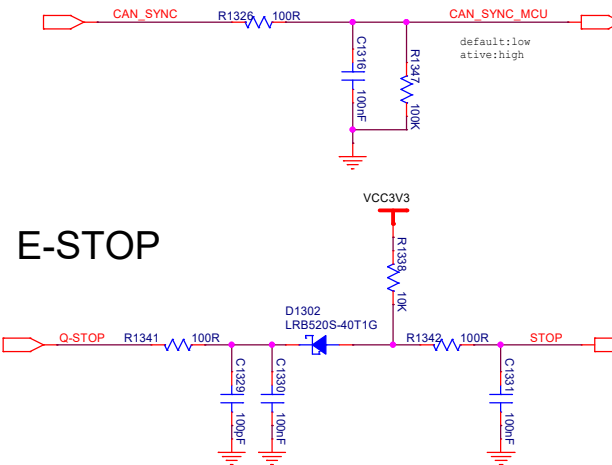 CAN_SYNC
R1326
100R
CAN_SYNC_MCU
default:low
ative:high
C1316
100nF
R1347
100K
VCC3V3
E-STOP
R1338
10K
D1302
LRB520S-40T1G
Q-STOP
R1341
100R
R1342
100R
STOP
C1329
100pF
C1330
100nF
C1331
100nF